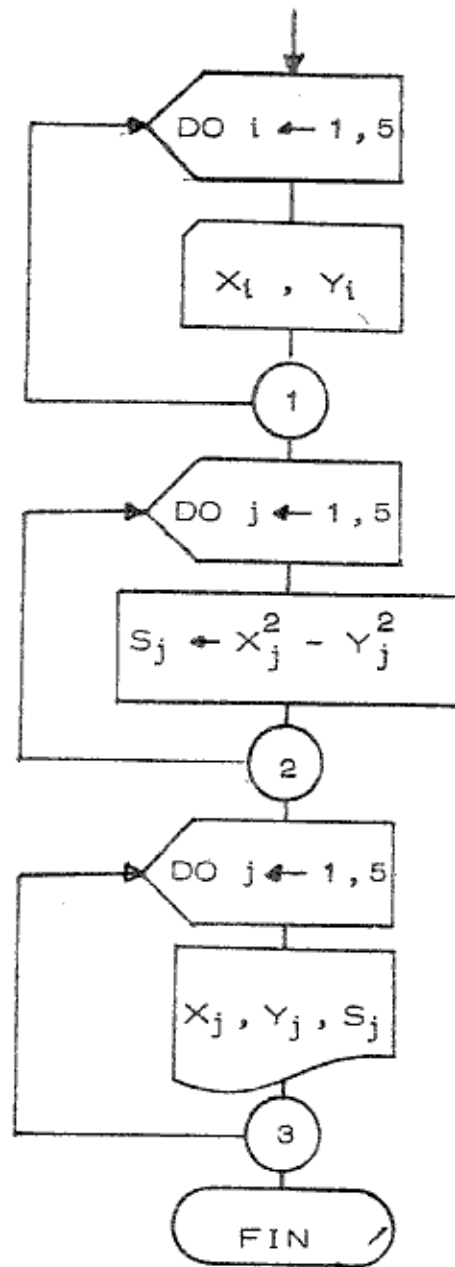 DO i ← 1, 5
Xᵢ , Yᵢ
1
DO j ← 1, 5
Sⱼ ← Xⱼ² - Yⱼ²
2
DO j ← 1, 5
Xⱼ, Yⱼ, Sⱼ
3
FIN